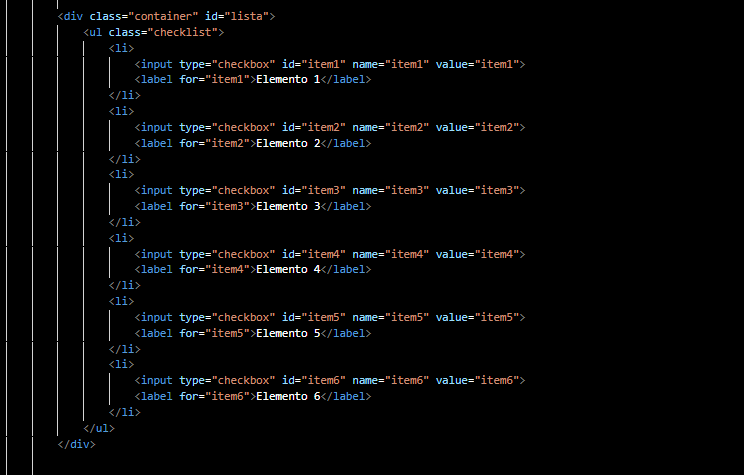 <div class="container" id="lista">
<ul class="checklist">
<li>
<input type="checkbox" id="item1" name="item1" value="item1">
<label for="item1">Elemento 1</label>
</li>
<li>
<input type="checkbox" id="item2" name="item2" value="item2">
<label for="item2">Elemento 2</label>
</li>
<li>
<input type="checkbox" id="item3" name="item3" value="item3">
<label for="item3">Elemento 3</label>
</li>
<li>
<input type="checkbox" id="item4" name="item4" value="item4">
<label for="item4">Elemento 4</label>
</li>
<li>
<input type="checkbox" id="item5" name="item5" value="item5">
<label for="item5">Elemento 5</label>
</li>
<li>
<input type="checkbox" id="item6" name="item6" value="item6">
<label for="item6">Elemento 6</label>
</li>
</ul>
</div>